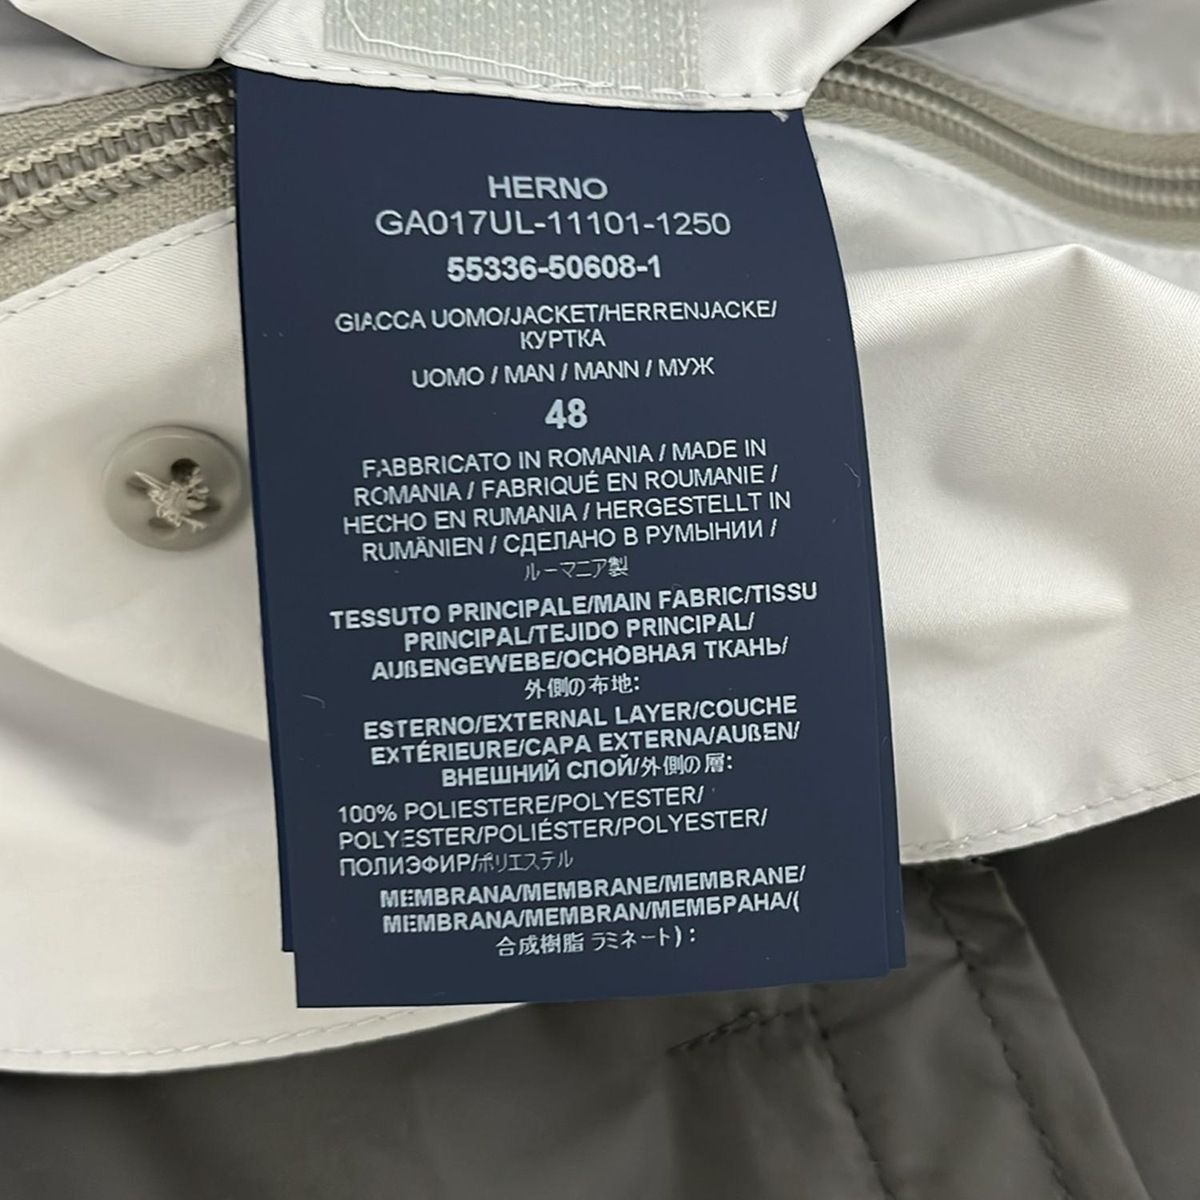 HERNO
GA017UL-11101-1250
55336-50608-1
GIACCA UOMO/JACKET/HERRENJACKE/
КУРТКА
UOMO / MAN / MANN / МУЖ
48
FABBRICATO IN ROMANIA / MADE IN
ROMANIA / FABRIQUÉ EN ROUMANIE /
HECHO EN RUMANIA / HERGESTELLT IN
RUMÄNIEN / СДЕЛАНО В РУМЫНИИ /
ルーマニア製
TESSUTO PRINCIPALE/MAIN FABRIC/TISSU
PRINCIPAL/TEJIDO PRINCIPAL/
AUßENGEWEBE/ОСНОВНАЯ ТКАНЬ/
外側の布地:
ESTERNO/EXTERNAL LAYER/COUCHE
EXTÉRIEURE/CAPA EXTERNA/AUßEN/
ВНЕШНИЙ СЛОЙ/外側の層:
100% POLIESTERE/POLYESTER/
POLYESTER/POLIÉSTER/POLYESTER/
ПОЛИЭФИР/ポリエステル
MEMBRANA/MEMBRANE/MEMBRANE/
MEMBRANA/MEMBRAN/МЕМБРАНА/(
合成樹脂 ラミネート):